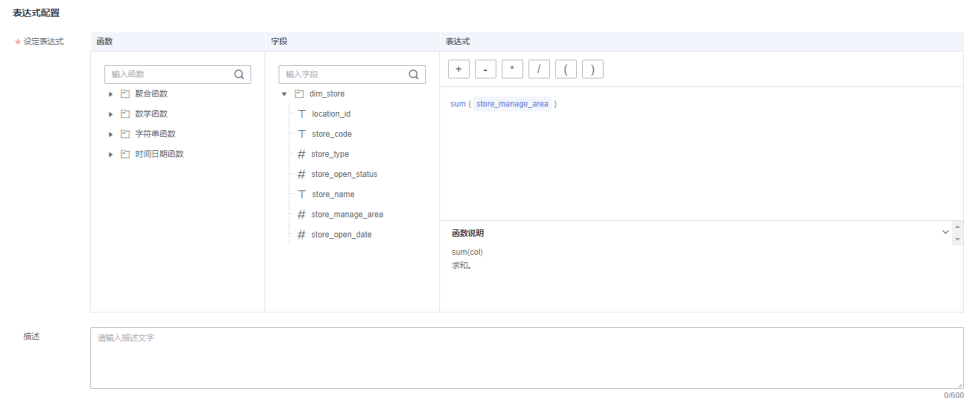 表达式配置
* 设定表达式
函数
字段
表达式
输入函数
输入字段
+ - * / ( )
聚合函数
数学函数
字符串函数
时间日期函数
dim_store
T location_id
T store_code
# store_type
# store_open_status
T store_name
# store_manage_area
# store_open_date
sum ( store_manage_area )
函数说明
sum(col)
求和。
描述
请输入描述文字
0/600